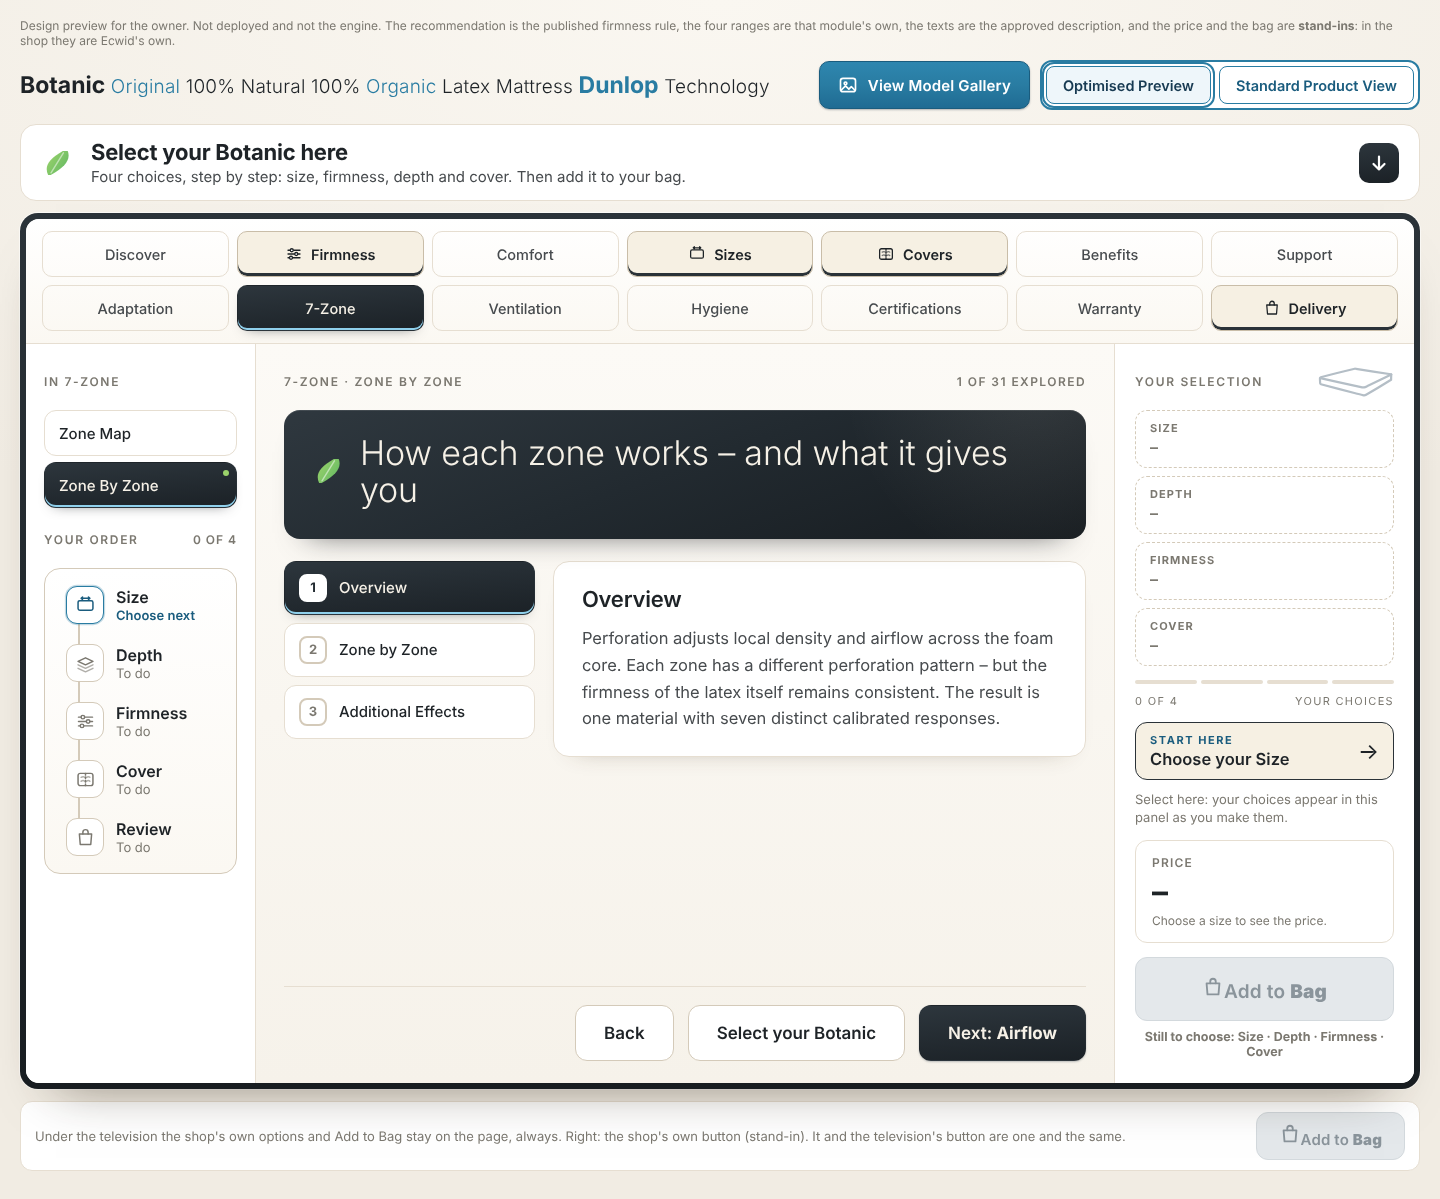 Design preview for the owner. Not deployed and not the engine. The recommendation is the published firmness rule, the four ranges are that module's own, the texts are the approved description, and the price and the bag are stand-ins: in the
shop they are Ecwid's own.
Botanic Original 100% Natural 100% Organic Latex Mattress Dunlop Technology
View Model Gallery
Optimised Preview
Standard Product View
Select your Botanic here
Four choices, step by step: size, firmness, depth and cover. Then add it to your bag.
Discover
Firmness
Comfort
Sizes
Covers
Benefits
Support
Adaptation
7-Zone
Ventilation
Hygiene
Certifications
Warranty
Delivery
IN 7-ZONE
Zone Map
Zone By Zone
YOUR ORDER
0 OF 4
Size
Choose next
Depth
To do
Firmness
To do
Cover
To do
Review
To do
7-ZONE · ZONE BY ZONE
1 OF 31 EXPLORED
How each zone works – and what it gives
you
1 Overview
2 Zone by Zone
3 Additional Effects
Overview
Perforation adjusts local density and airflow across the foam
core. Each zone has a different perforation pattern – but the
firmness of the latex itself remains consistent. The result is
one material with seven distinct calibrated responses.
Back
Select your Botanic
Next: Airflow
YOUR SELECTION
SIZE
–
DEPTH
–
FIRMNESS
–
COVER
–
0 OF 4
YOUR CHOICES
START HERE
Choose your Size
Select here: your choices appear in this
panel as you make them.
PRICE
–
Choose a size to see the price.
Add to Bag
Still to choose: Size · Depth · Firmness ·
Cover
Under the television the shop's own options and Add to Bag stay on the page, always. Right: the shop's own button (stand-in). It and the television's button are one and the same.
Add to Bag